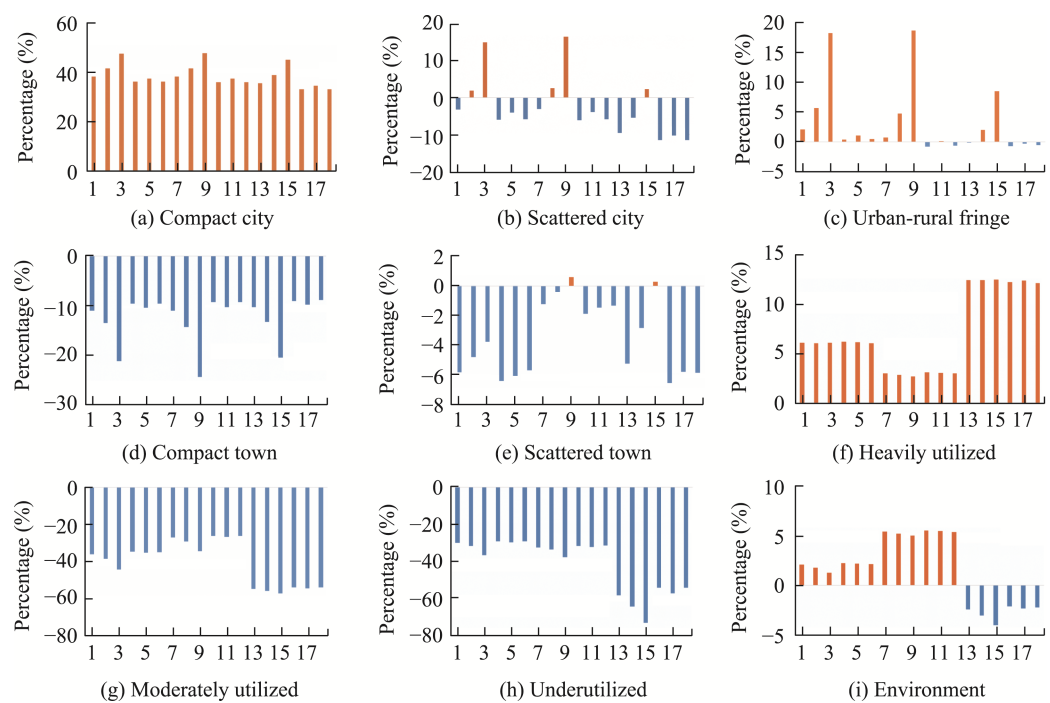 Percentage (%)
60
40
60
0
1 3 5 7 9 11 13 15 17
(a) Compact city
Percentage (%)
20
10
0
−10
−20
1 3 5 7 9 11 13 15 17
(b) Scattered city
Percentage (%)
20
15
10
5
0
−5
1 3 5 7 9 11 13 15 17
(c) Urban-rural fringe
Percentage (%)
0
−10
−20
−30
1 3 5 7 9 11 13 15 17
(d) Compact town
Percentage (%)
2
0
−2
−4
−6
−8
1 3 5 7 9 11 13 15 17
(e) Scattered town
Percentage (%)
15
10
5
0
1 3 5 7 9 11 13 15 17
(f) Heavily utilized
Percentage (%)
0
−20
−40
−60
−80
1 3 5 7 9 11 13 15 17
(g) Moderately utilized
Percentage (%)
0
−20
−40
−60
−80
1 3 5 7 9 11 13 15 17
(h) Underutilized
Percentage (%)
10
5
0
−5
1 3 5 7 9 11 13 15 17
(i) Environment